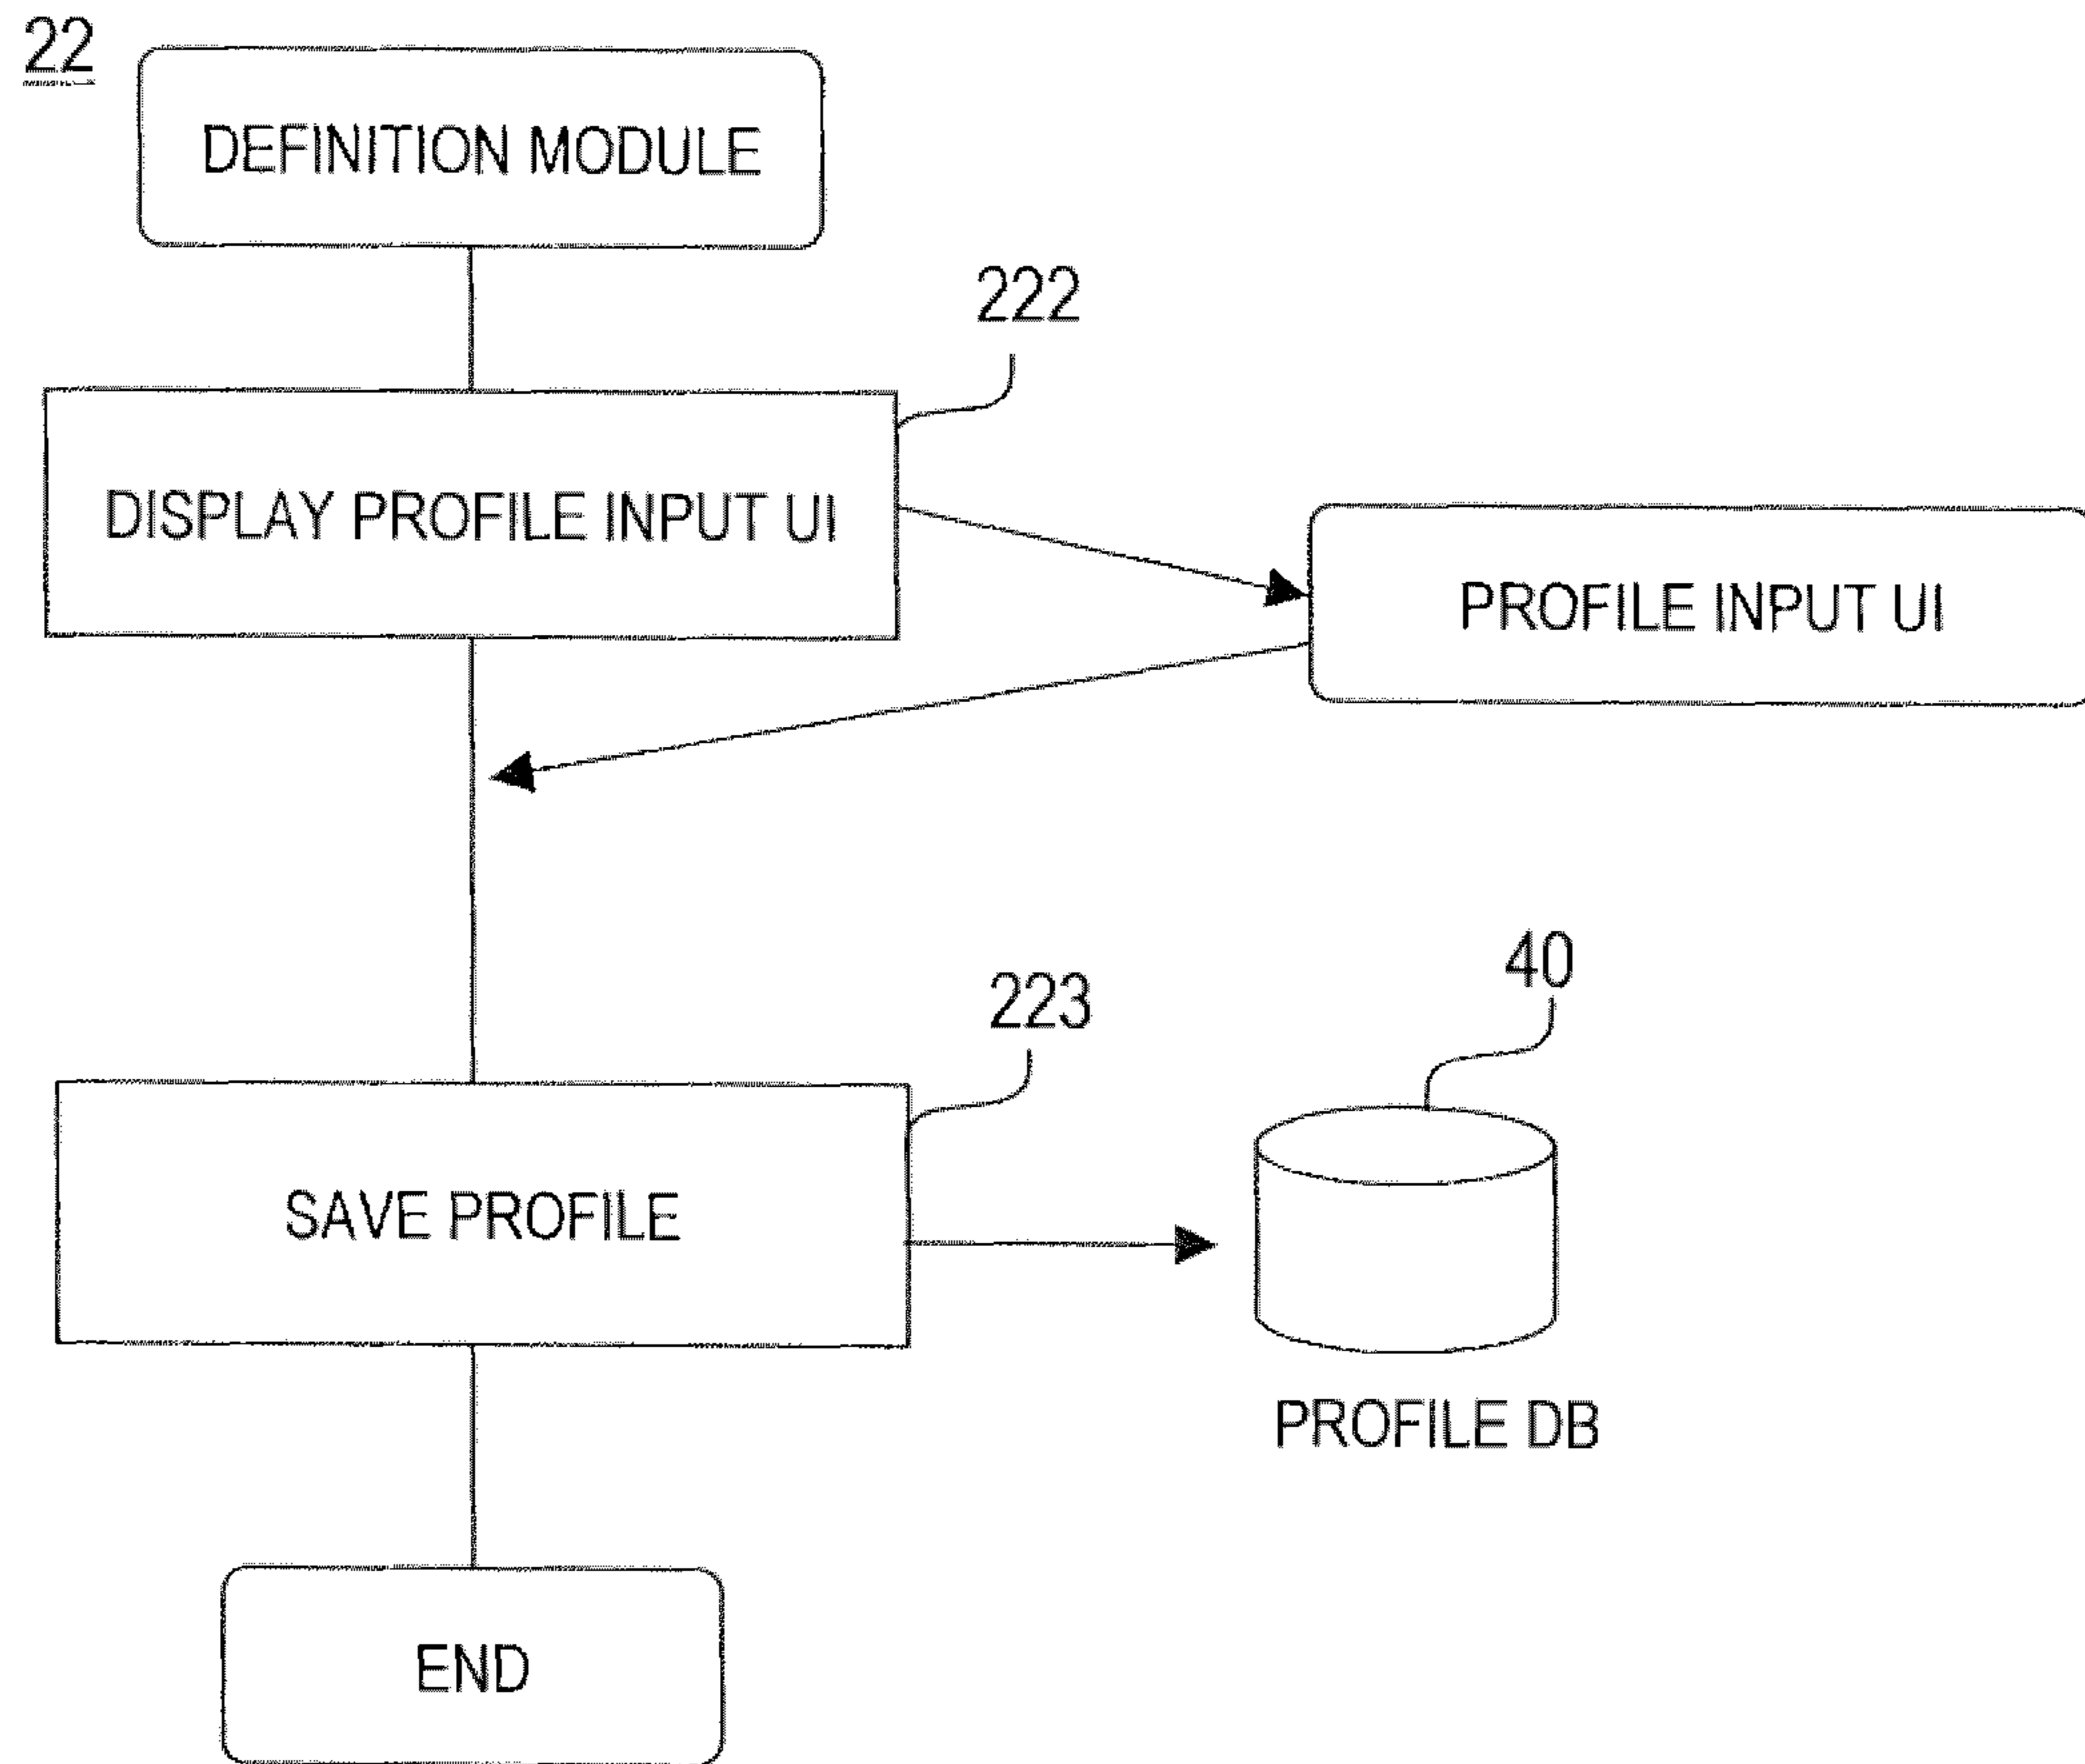 22
DEFINITION MODULE
222
DISPLAY PROFILE INPUT UI
PROFILE INPUT UI
223
40
SAVE PROFILE
PROFILE DB
END